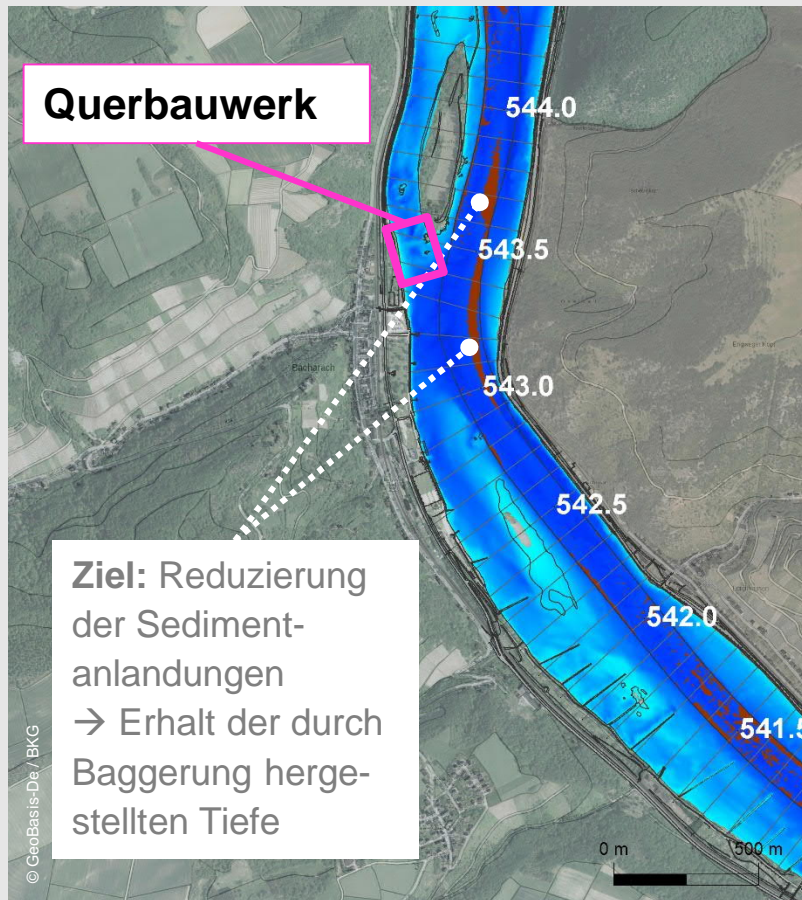 Querbauwerk
544.0
543.5
Bacharach
543.0
542.5
Ziel: Reduzierung
der Sediment-
anlandungen
→ Erhalt der durch
Baggerung herge-
stellten Tiefe
542.0
541.5
0 m
500 m
© GeoBasis-De / BKG